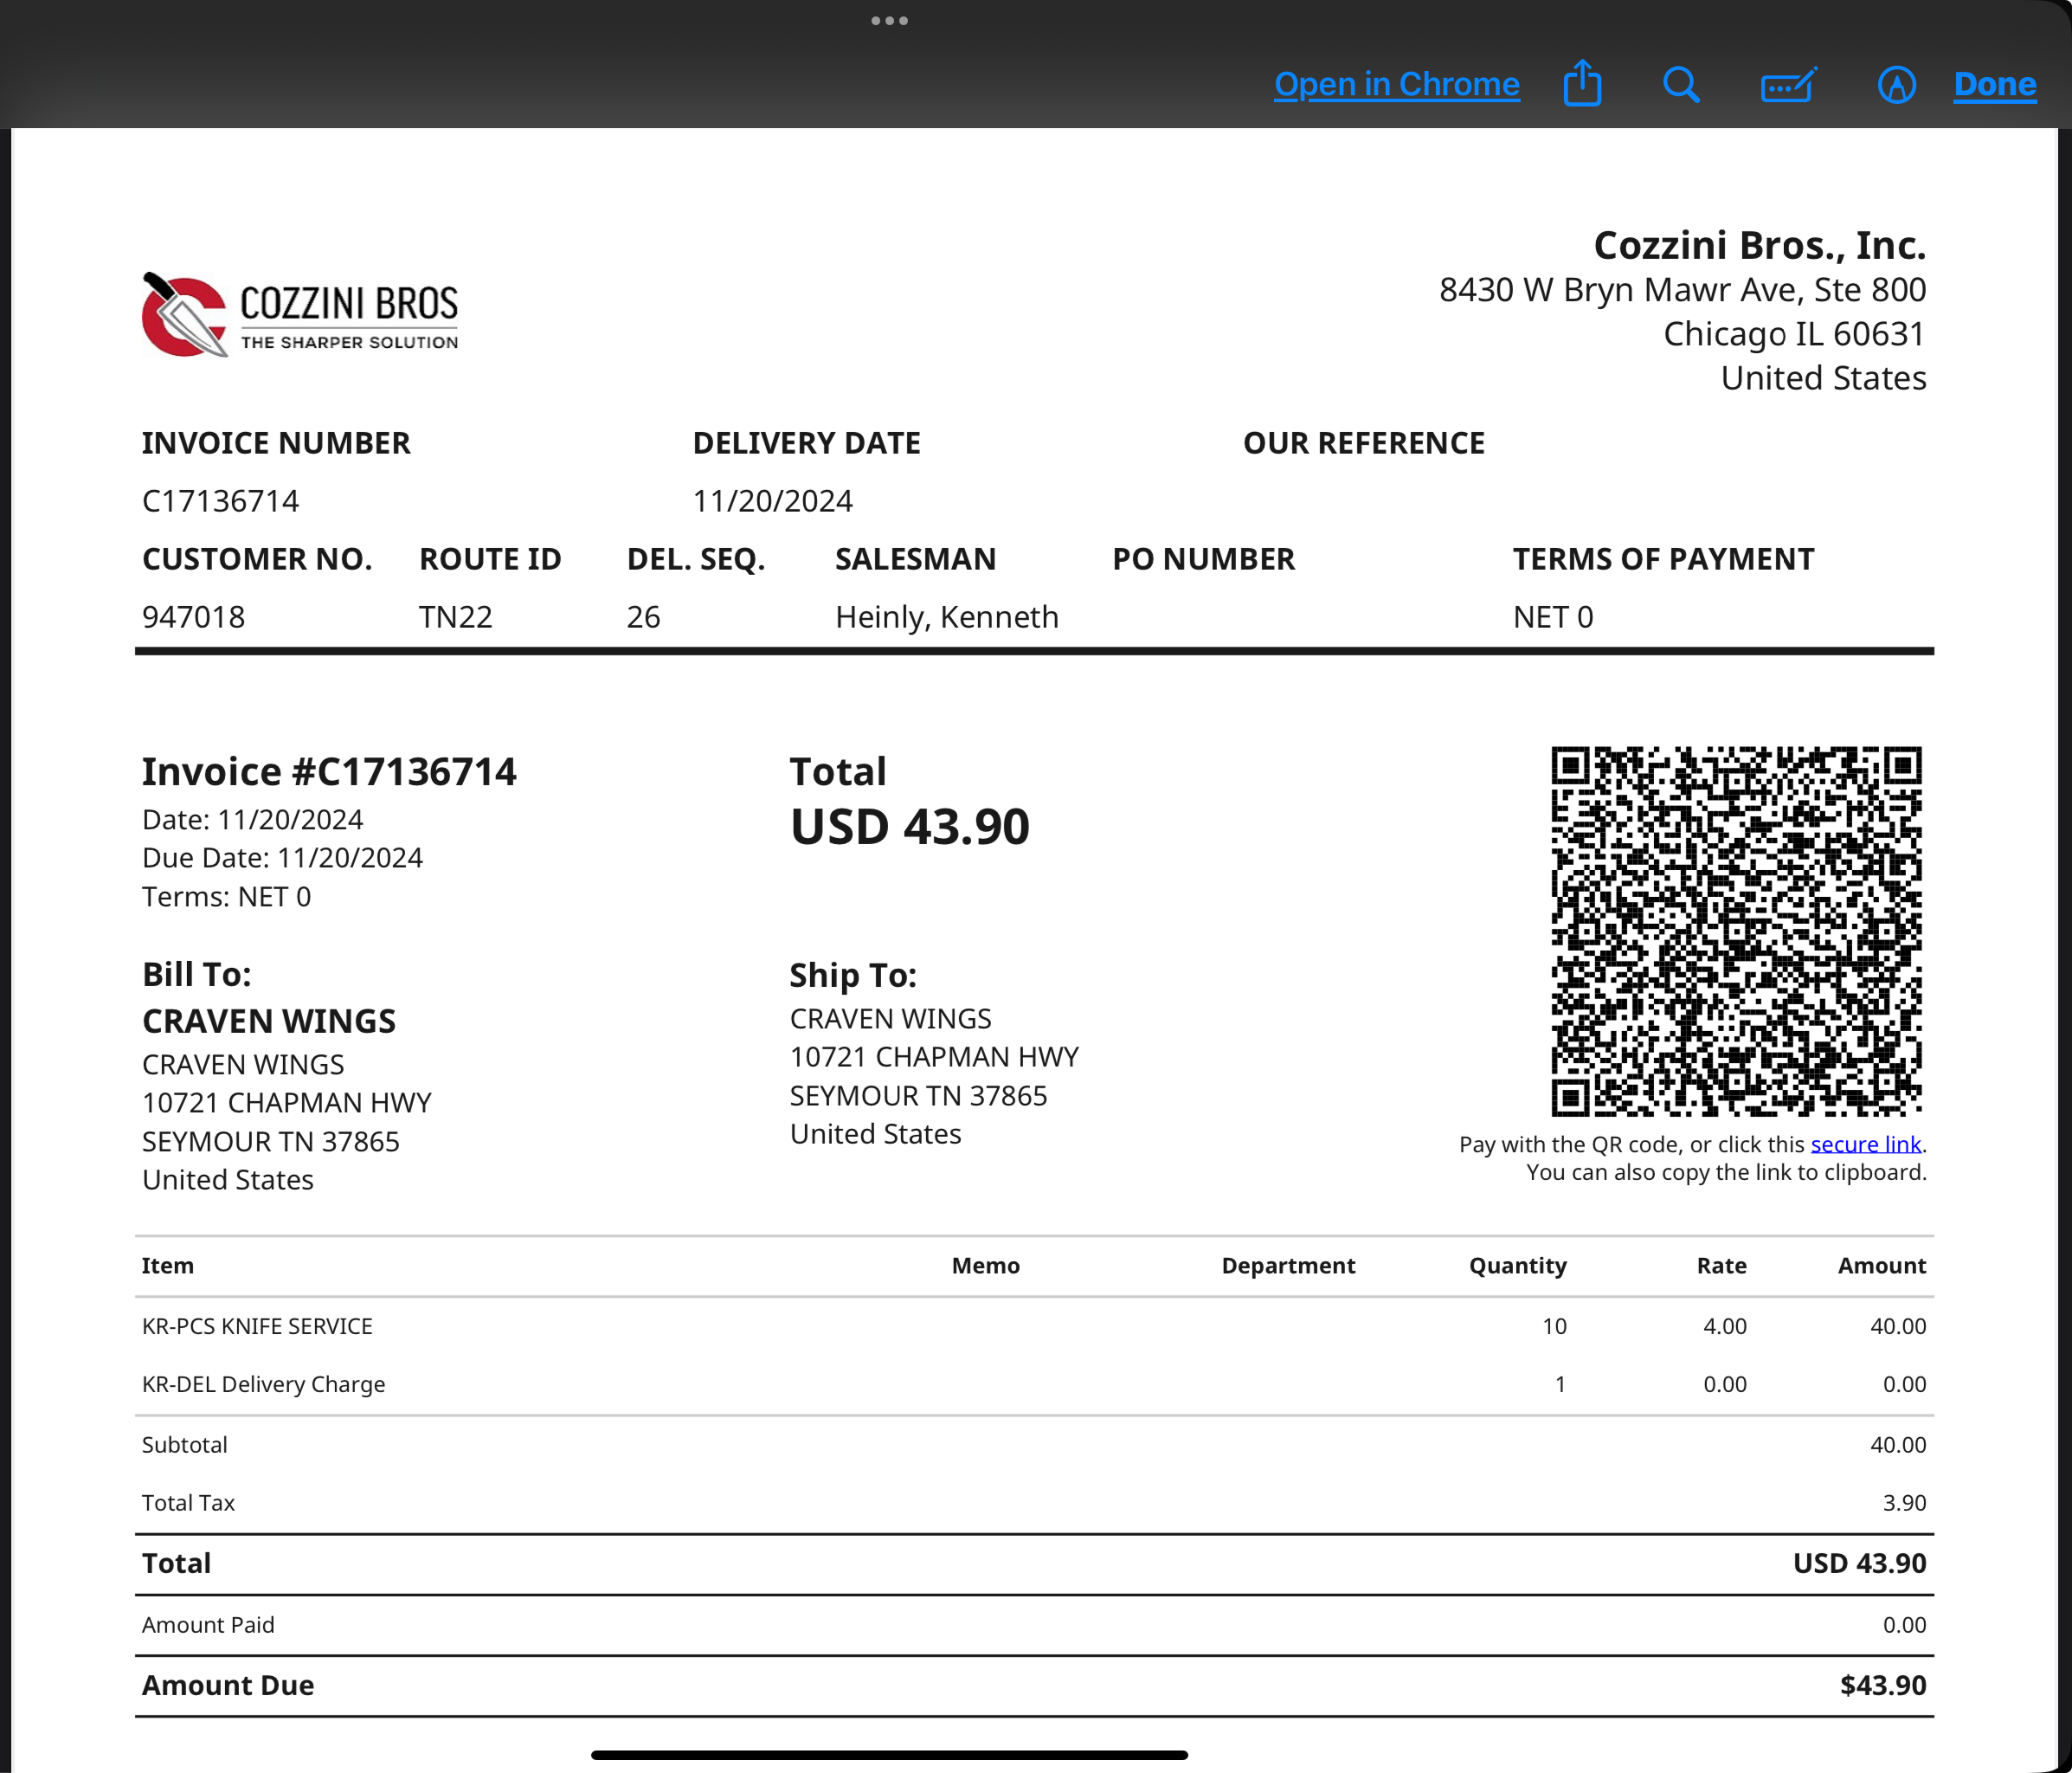 Open in Chrome Done
COZZINI BROS
THE SHARPER SOLUTION
Cozzini Bros., Inc.
8430 W Bryn Mawr Ave, Ste 800
Chicago IL 60631
United States
INVOICE NUMBER DELIVERY DATE OUR REFERENCE
C17136714 11/20/2024
CUSTOMER NO. ROUTE ID DEL. SEQ. SALESMAN PO NUMBER TERMS OF PAYMENT
947018 TN22 26 Heinly, Kenneth NET 0
Invoice #C17136714
Date: 11/20/2024
Due Date: 11/20/2024
Terms: NET 0
Total
USD 43.90
Bill To:
CRAVEN WINGS
CRAVEN WINGS
10721 CHAPMAN HWY
SEYMOUR TN 37865
United States
Ship To:
CRAVEN WINGS
10721 CHAPMAN HWY
SEYMOUR TN 37865
United States
Pay with the QR code, or click this secure link.
You can also copy the link to clipboard.
Item Memo Department Quantity Rate Amount
KR-PCS KNIFE SERVICE 10 4.00 40.00
KR-DEL Delivery Charge 1 0.00 0.00
Subtotal 40.00
Total Tax 3.90
Total USD 43.90
Amount Paid 0.00
Amount Due $43.90